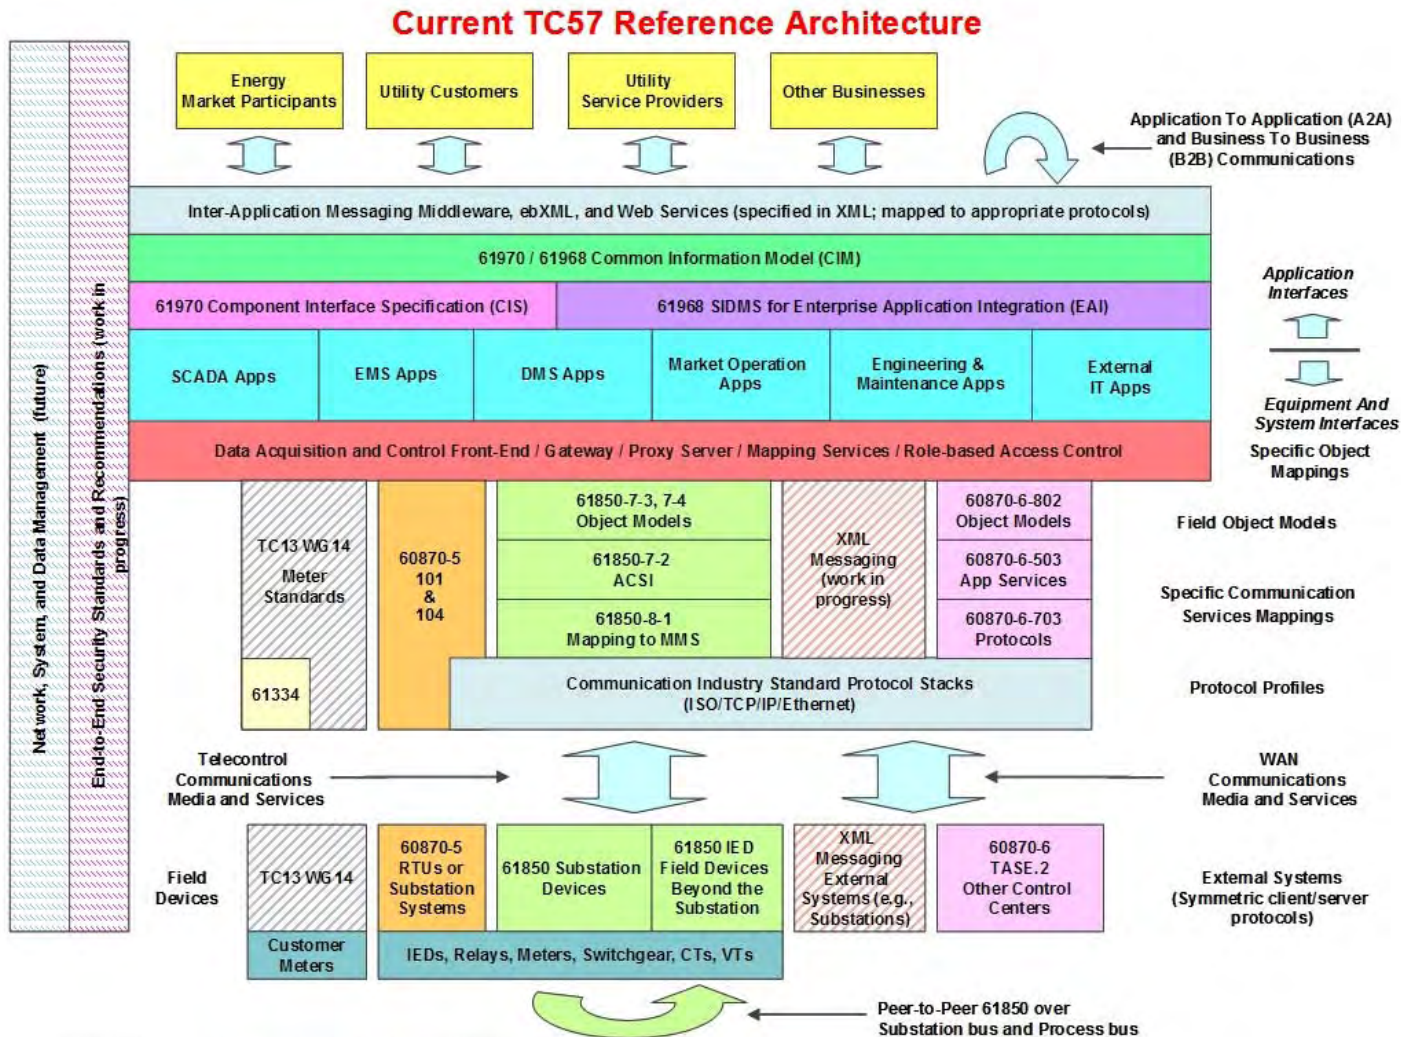 Current TC57 Reference Architecture
Energy
Market Participants
Utility Customers
Utility
Service Providers
Other Businesses
Application To Application (A2A)
and Business To Business
(B2B) Communications
Inter-Application Messaging Middleware, ebXML, and Web Services (specified in XML; mapped to appropriate protocols)
61970 / 61968 Common Information Model (CIM)
61970 Component Interface Specification (CIS)
61968 SIDMS for Enterprise Application Integration (EAI)
Application
Interfaces
SCADA Apps
EMS Apps
DMS Apps
Market Operation
Apps
Engineering &
Maintenance Apps
External
IT Apps
Equipment And
System Interfaces
Data Acquisition and Control Front-End / Gateway / Proxy Server / Mapping Services / Role-based Access Control
Specific Object
Mappings
Network, System, and Data Management (future)
End-to-End Security Standards and Recommendations (work in
progress)
TC13 WG14
Meter
Standards
61334
60870-5
101
&
104
61850-7-3, 7-4
Object Models
61850-7-2
ACSI
61850-8-1
Mapping to MMS
XML
Messaging
(work in
progress)
60870-6-802
Object Models
60870-6-503
App Services
60870-6-703
Protocols
Field Object Models
Specific Communication
Services Mappings
Communication Industry Standard Protocol Stacks
(ISO/TCP/IP/Ethernet)
Protocol Profiles
Telecontrol
Communications
Media and Services
WAN
Communications
Media and Services
Field
Devices
TC13 WG14
60870-5
RTUs or
Substation
Systems
61850 Substation
Devices
61850 IED
Field Devices
Beyond the
Substation
XML
Messaging
External
Systems (e.g.,
Substations)
60870-6
TASE.2
Other Control
Centers
External Systems
(Symmetric client/server
protocols)
Customer
Meters
IEDs, Relays, Meters, Switchgear, CTs, VTs
Peer-to-Peer 61850 over
Substation bus and Process bus